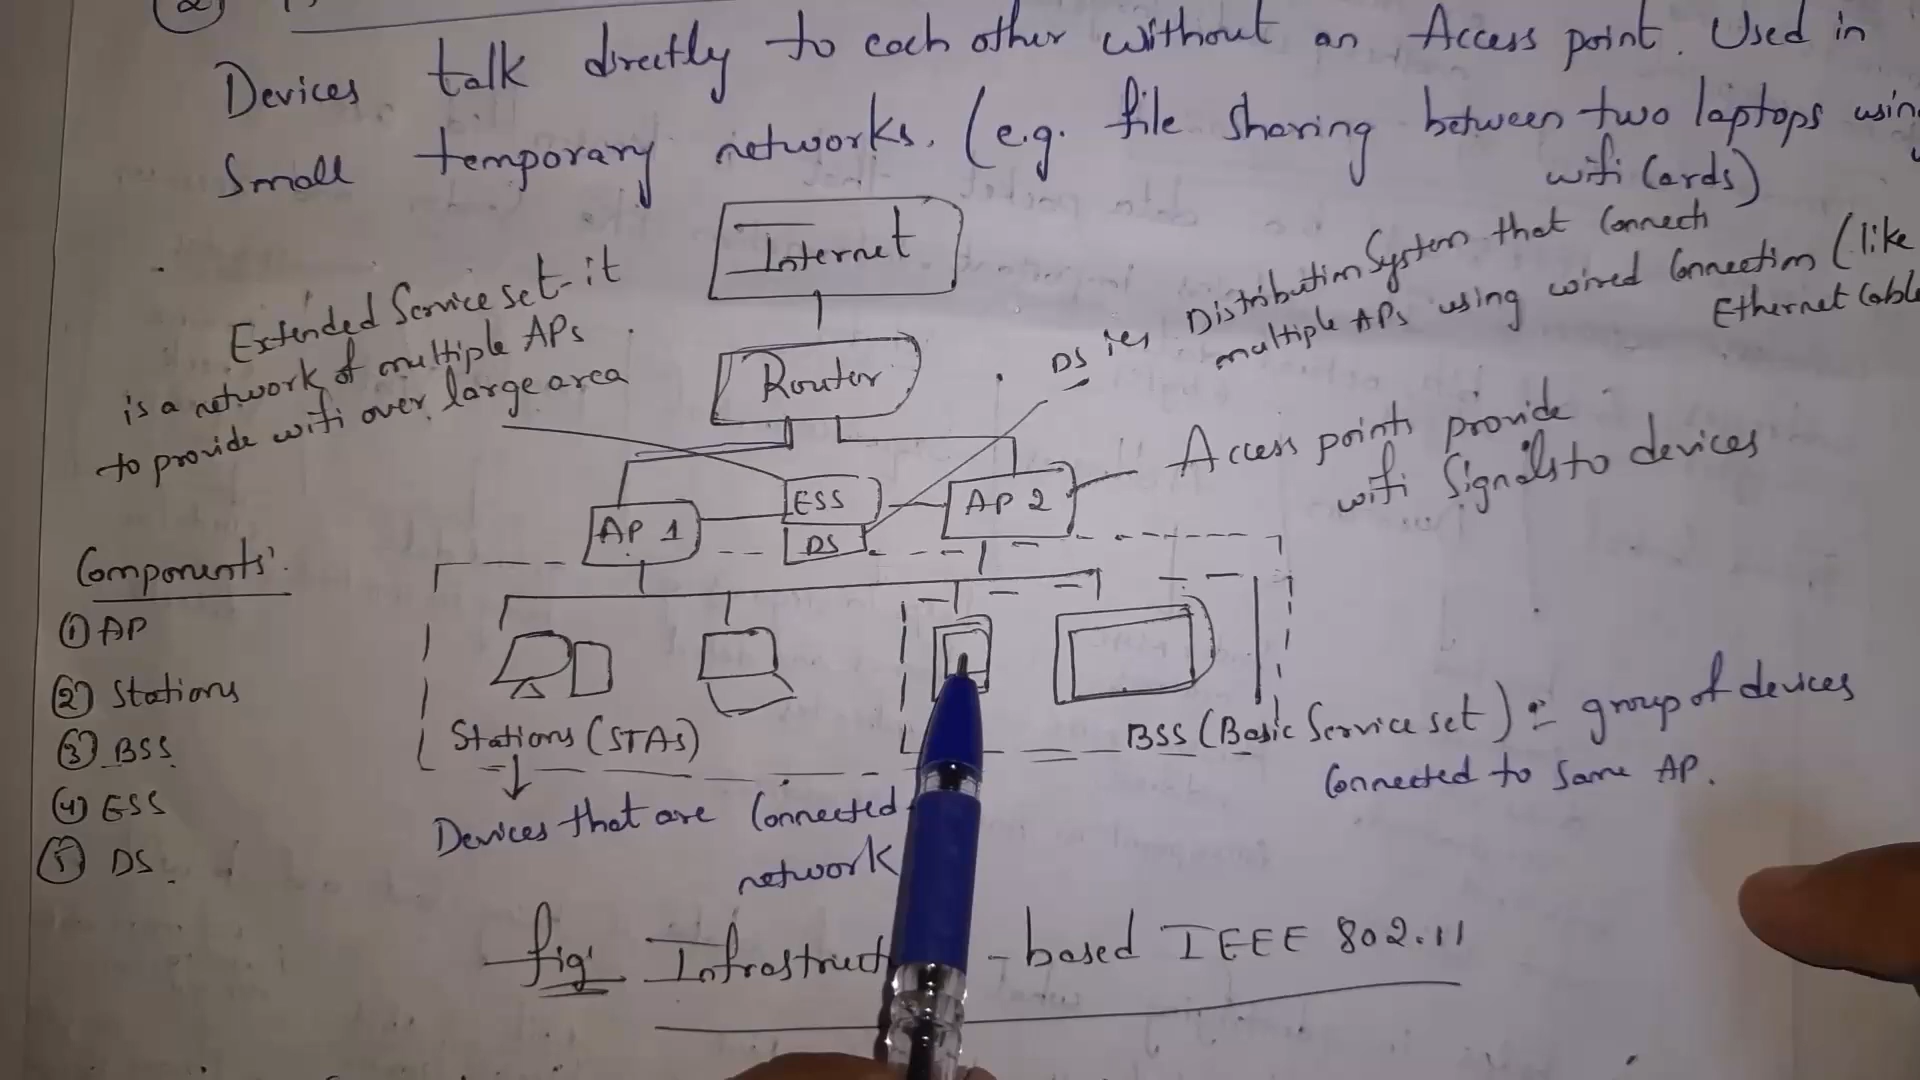 Devices talk directly to each other without an Access point. Used in
small temporary networks. (e.g. file sharing between two laptops using
wifi cards)
Internet
Extended Service set - it
is a network of multiple APs
to provide wifi over large area
Router
DS is Distribution System that connects
multiple APs using wired connection (like
Ethernet Cable
Access points provide
wifi signals to devices
ESS
AP 1
AP 2
DS
Components:
① AP
② Stations
③ BSS
④ ESS
⑤ DS
Stations (STAs)
Devices that are connected
network
BSS (Basic Service set) = group of devices
connected to same AP.
fig: -based IEEE 802.11